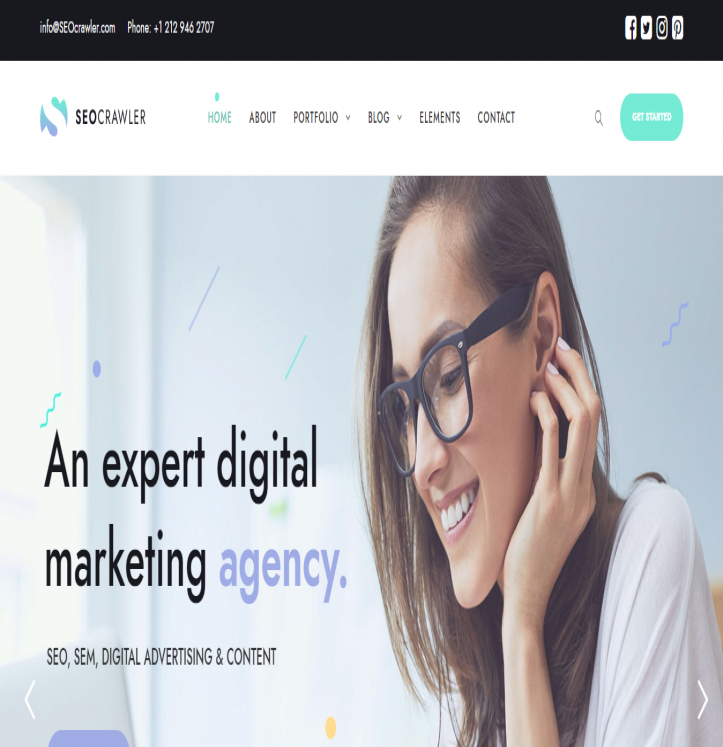 info@SEOcrawler.com Phone: +1 212 946 2707
SEOCRAWLER
HOME ABOUT PORTFOLIO BLOG ELEMENTS CONTACT
GET STARTED
An expert digital
marketing agency.
SEO, SEM, DIGITAL ADVERTISING & CONTENT